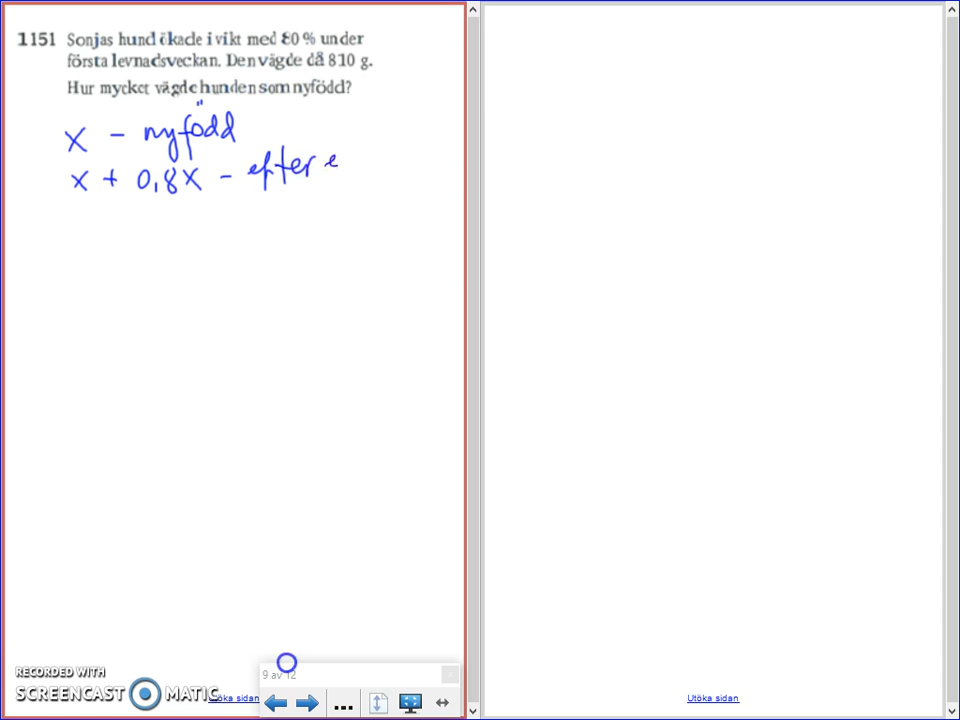 1151 Sonjas hund ökade i vikt med 80 % under
första levnadsveckan. Den vägde då 810 g.
Hur mycket vägde hunden som nyfödd?
x - nyfödd
x + 0,8x - efter e
RECORDED WITH
SCREENCAST MATIC
9 av 12
Utöka sidan
Utöka sidan